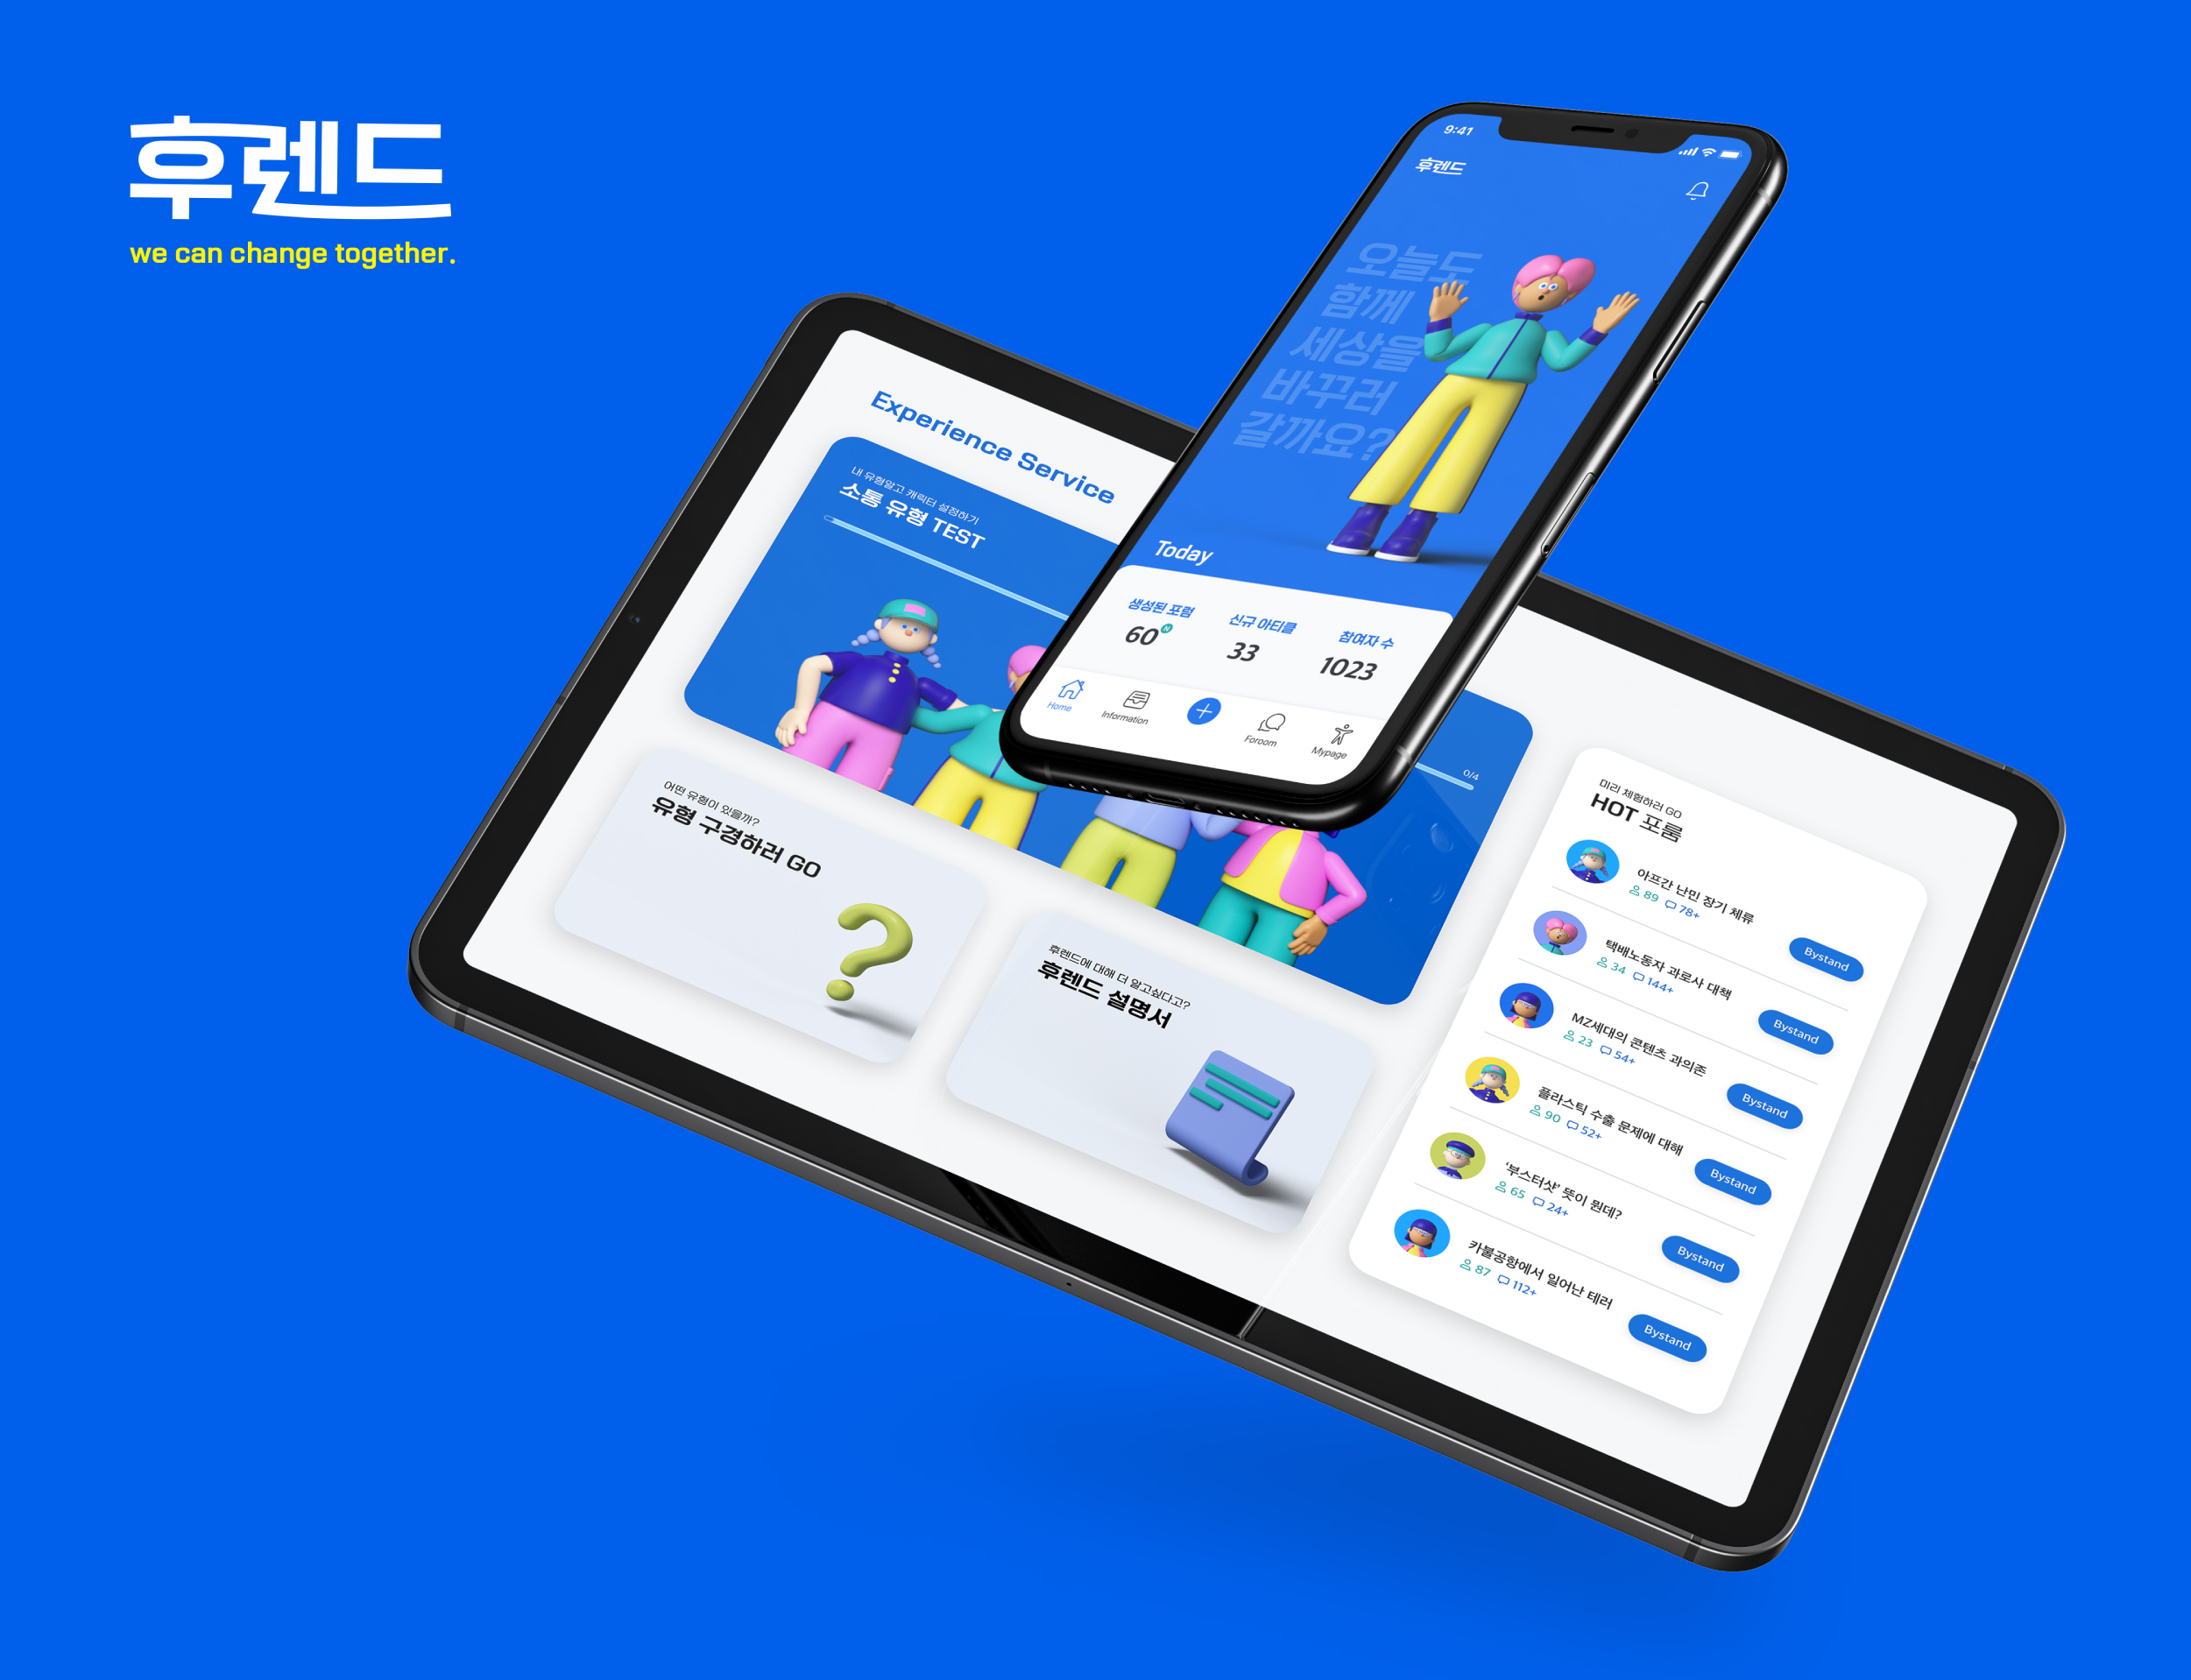 후렌드
we can change together.
9:41
후렌드
오늘도
함께
세상을
바꾸러
갈까요?
Today
생성된 포럼
60
N
신규 아티클
33
참여자 수
1023
Home
Information
Foroom
Mypage
Experience Service
내 유형알고 캐릭터 설정하기
소통 유형 TEST
0/4
어떤 유형이 있을까?
유형 구경하러 GO
후렌드에 대해 더 알고싶다고?
후렌드 설명서
미리 체험하러 GO
HOT 포룸
아프간 난민 장기 체류
89 78+
Bystand
택배노동자 과로사 대책
34 144+
Bystand
MZ세대의 콘텐츠 과의존
23 54+
Bystand
플라스틱 수출 문제에 대해
90 52+
Bystand
'부스터샷' 뜻이 뭔데?
65 24+
Bystand
카불공항에서 일어난 테러
87 112+
Bystand